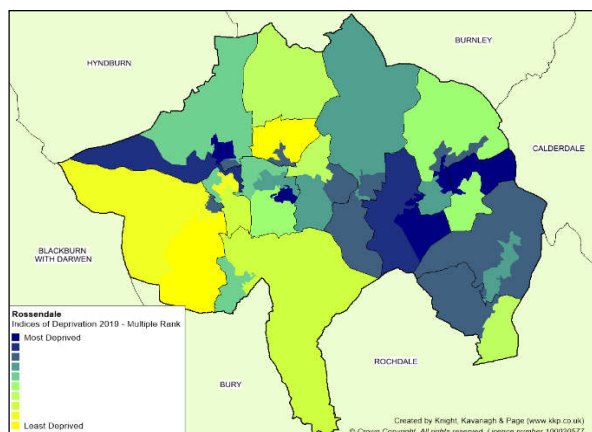 BURNLEY
HYNDBURN
CALDERDALE
BLACKBURN
WITH DARWEN
Rossendale
Indices of Deprivation 2019 - Multiple Rank
Most Deprived
Least Deprived
ROCHDALE
BURY
Created by Knight, Kavanagh & Page (www.kkp.co.uk)
© Crown Copyright. All rights reserved. Licence number 100020577